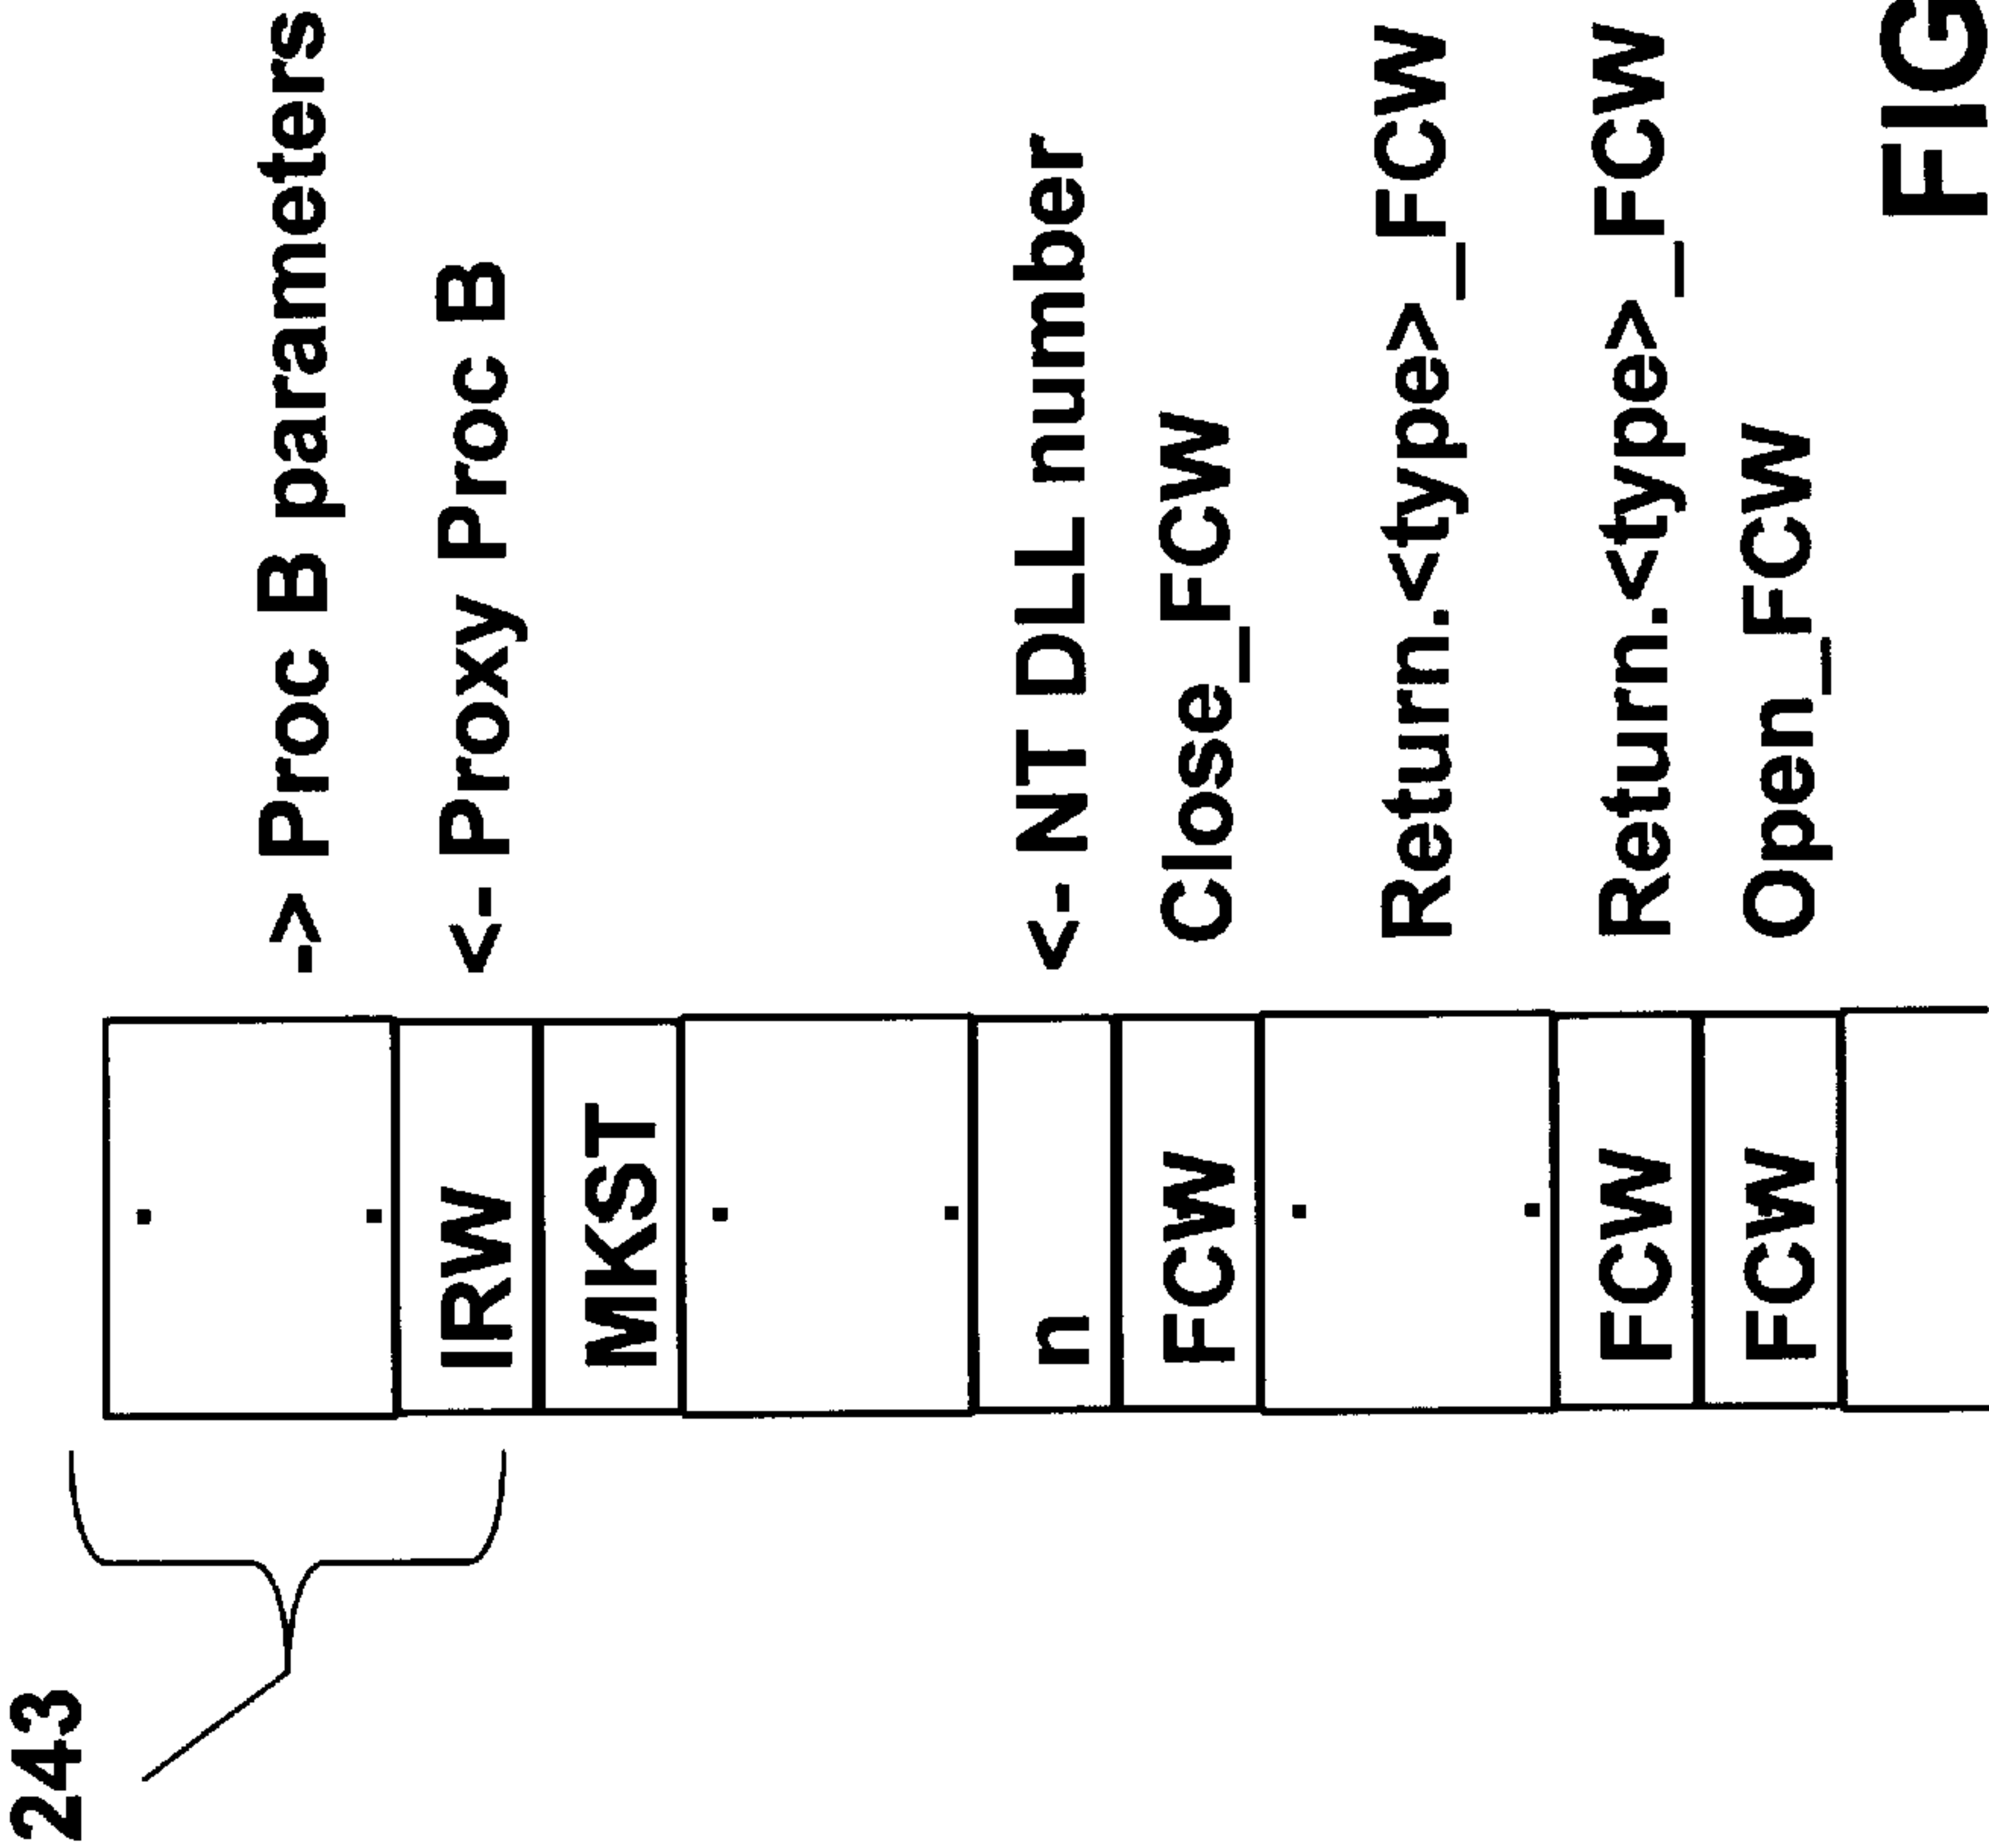 243
-> Proc B parameters
IRW <- Proxy Proc B
MKST
n <- NT DLL number
FCW Close_FCW
Return.<type>_FCW
FCW Return.<type>_FCW
FCW Open_FCW
FIG